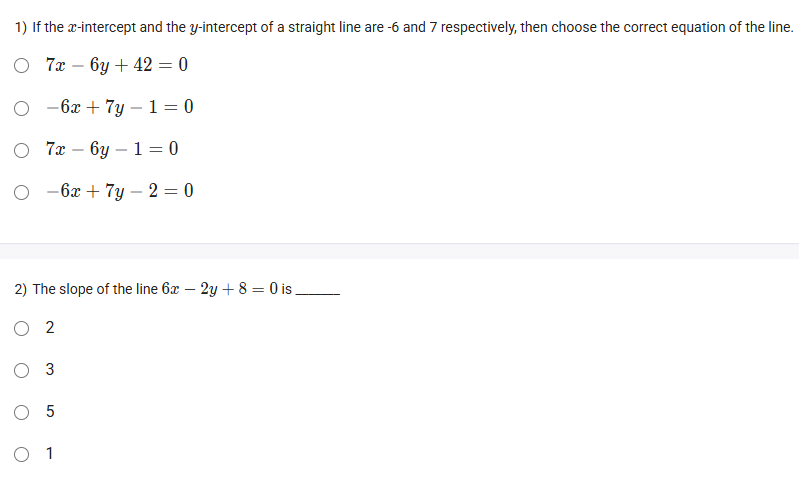 1) If the x-intercept and the y-intercept of a straight line are -6 and 7 respectively, then choose the correct equation of the line.
7x − 6y + 42 = 0
−6x + 7y − 1 = 0
7x − 6y − 1 = 0
−6x + 7y − 2 = 0
2) The slope of the line 6x − 2y + 8 = 0 is ______
2
3
5
1